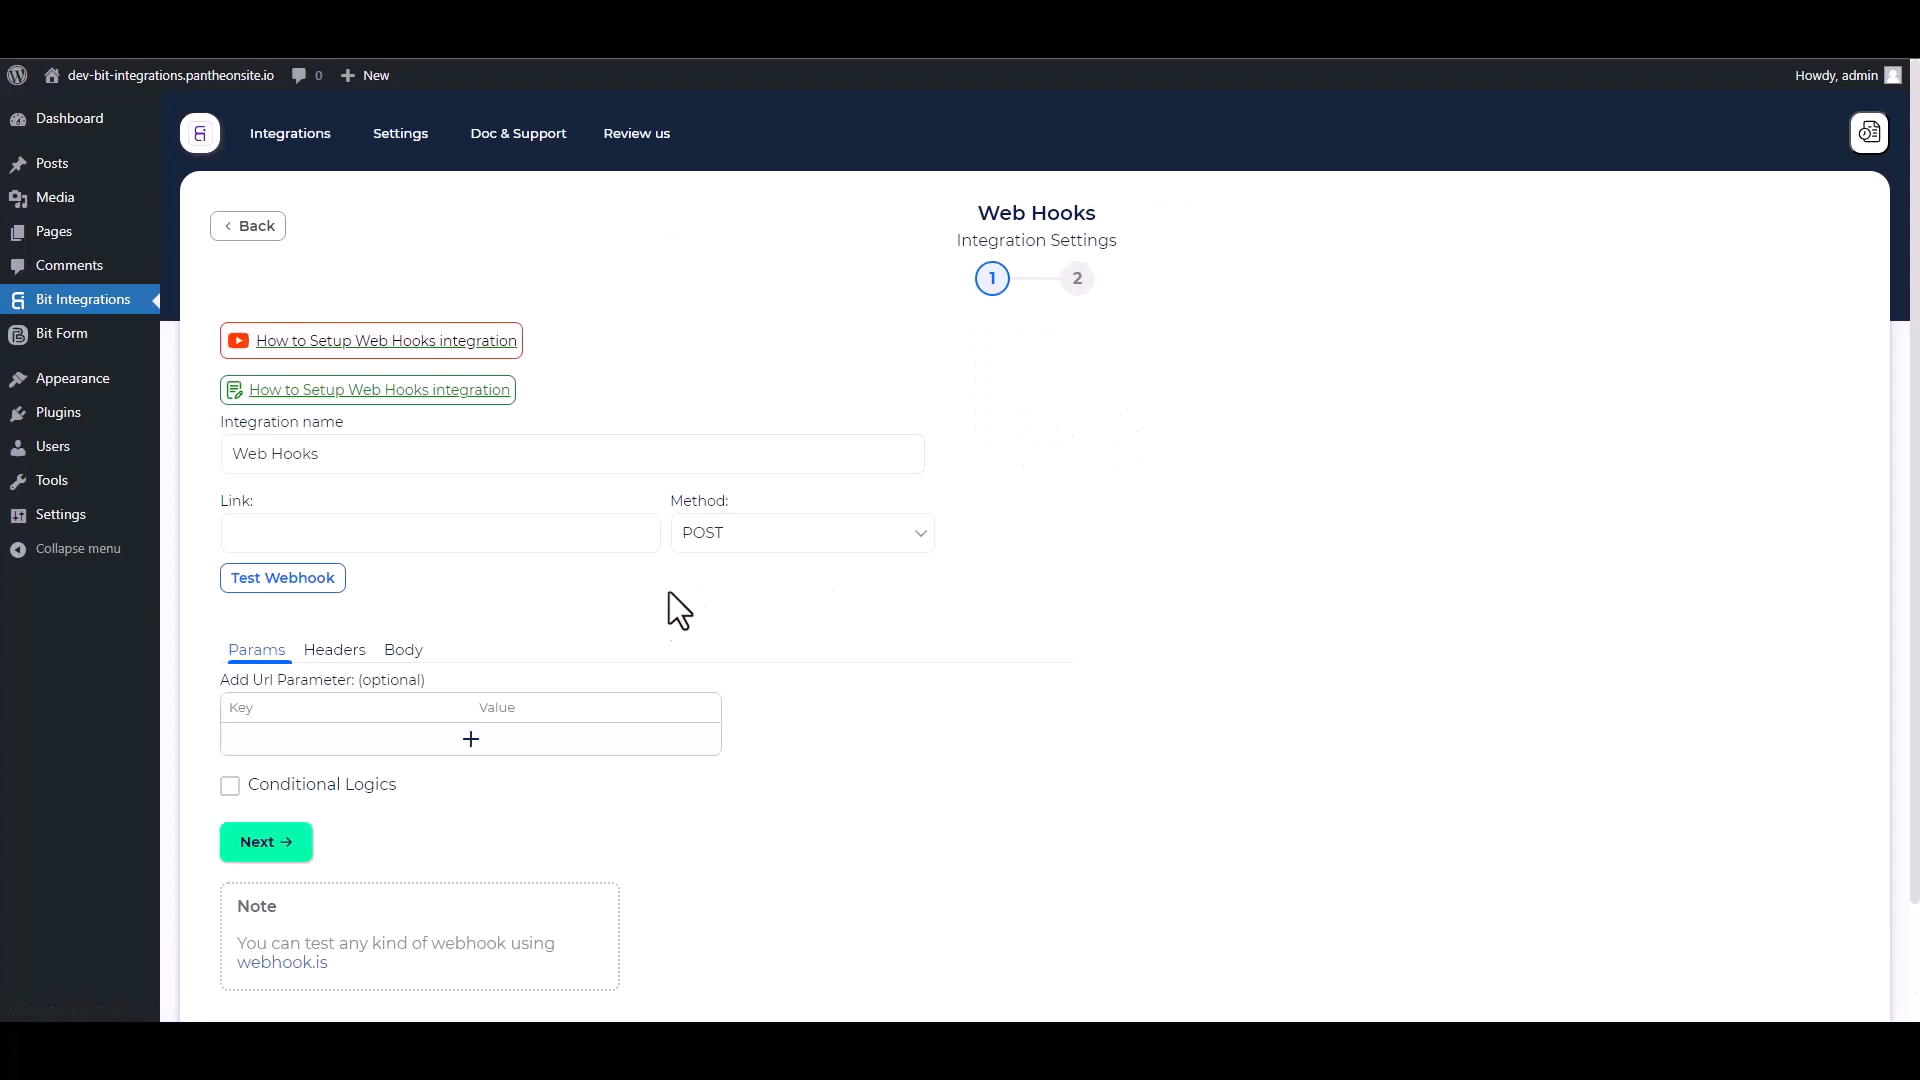 dev-bit-integrations.pantheonsite.io 0 New Howdy, admin
Dashboard
Posts
Media
Pages
Comments
Bit Integrations
Bit Form
Appearance
Plugins
Users
Tools
Settings
Collapse menu
Integrations Settings Doc & Support Review us
Back
Web Hooks
Integration Settings
1 2
How to Setup Web Hooks integration
How to Setup Web Hooks integration
Integration name
Web Hooks
Link: Method:
POST
Test Webhook
Params Headers Body
Add Url Parameter: (optional)
Key Value
+
Conditional Logics
Next →
Note
You can test any kind of webhook using
webhook.is